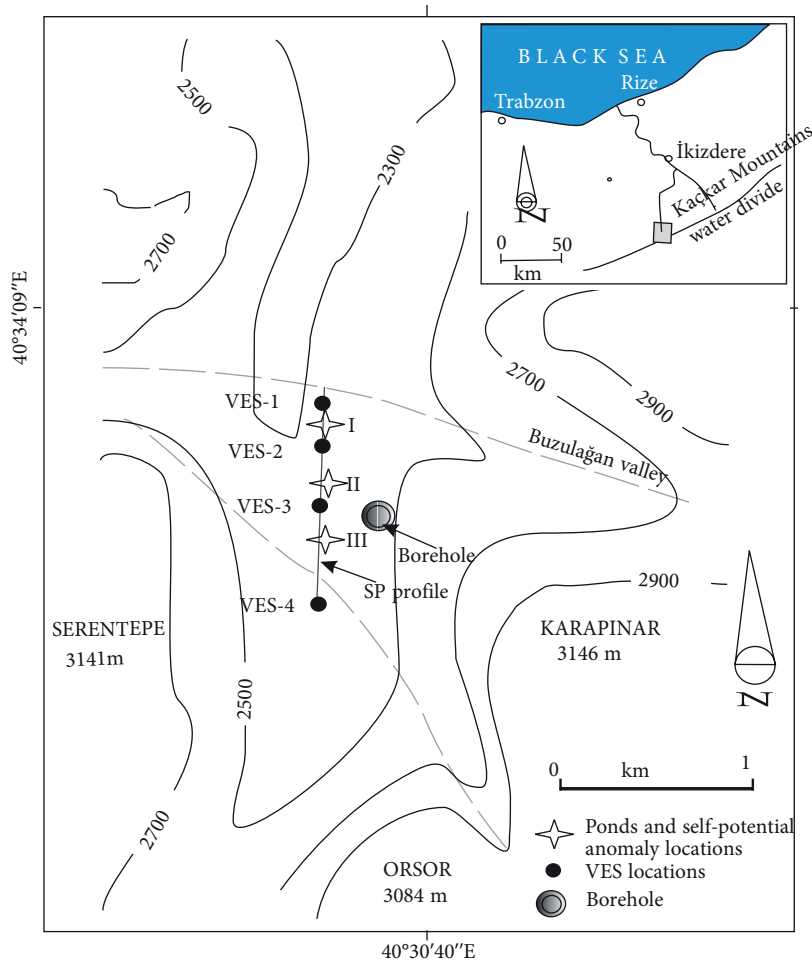 BLACK SEA
Rize
Trabzon
İkizdere
Kaçkar Mountains
water divide
N
0 50
km
2500
2300
2700
40°34′09″E
2700
2900
VES-1
I
VES-2
Buzulağan valley
II
VES-3
III
Borehole
SP profile
2900
VES-4
SERENTEPE
3141m
KARAPINAR
3146 m
N
2500
0 km 1
2700
Ponds and self-potential
anomaly locations
VES locations
Borehole
ORSOR
3084 m
40°30′40″E